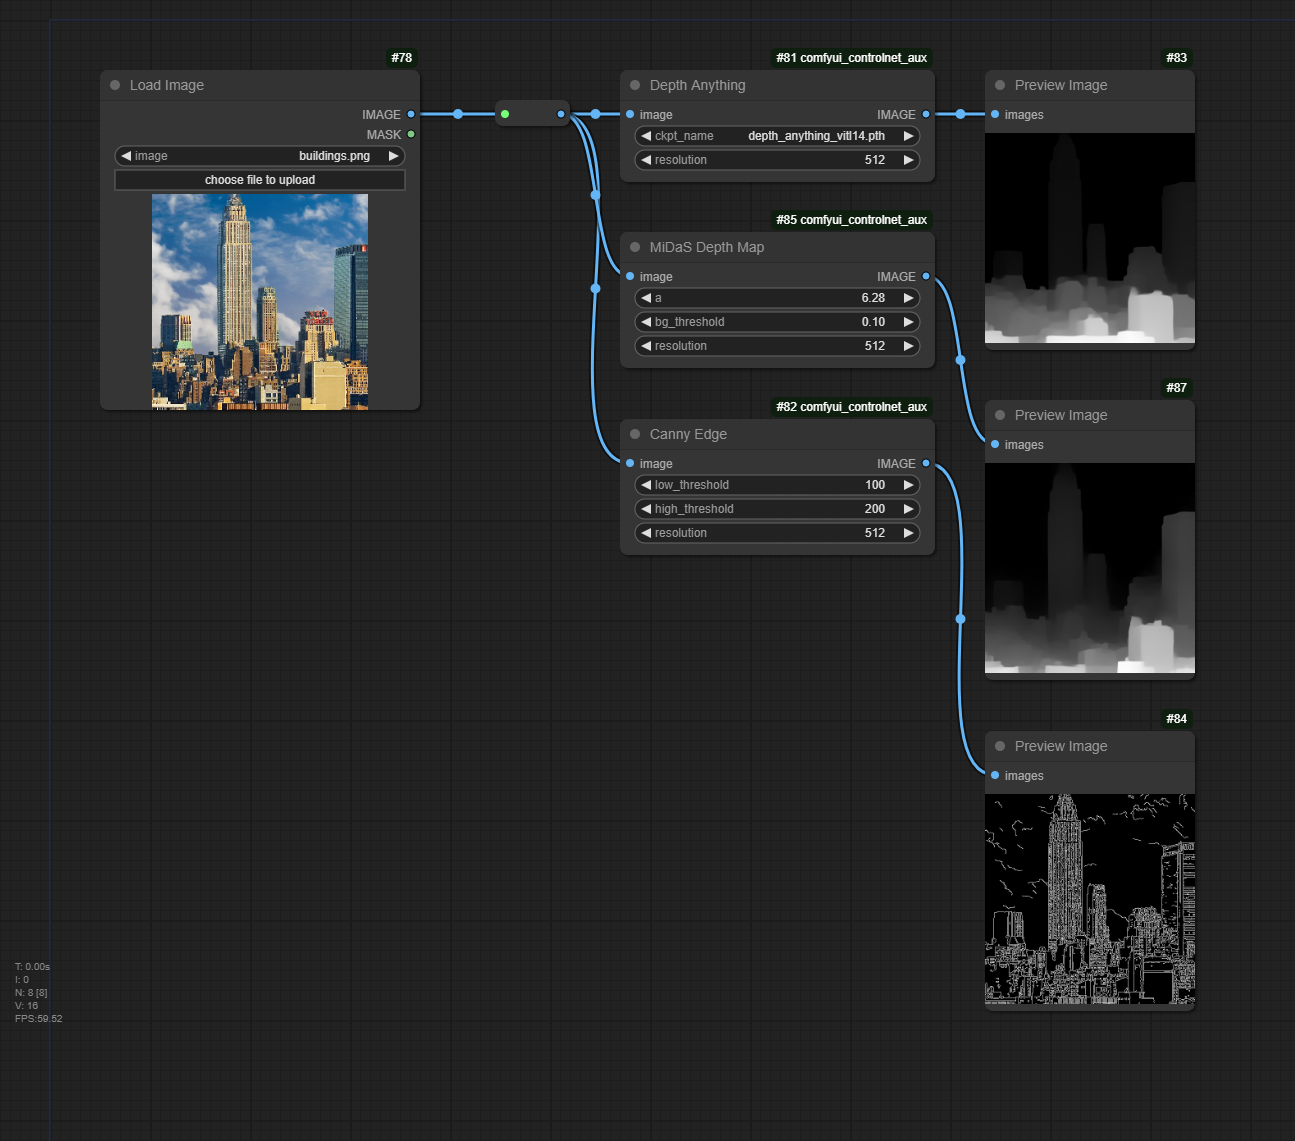 #78
Load Image
IMAGE
MASK
image buildings.png
choose file to upload
#81 comfyui_controlnet_aux
Depth Anything
image IMAGE
ckpt_name depth_anything_vitl14.pth
resolution 512
#83
Preview Image
images
#85 comfyui_controlnet_aux
MiDaS Depth Map
image IMAGE
a 6.28
bg_threshold 0.10
resolution 512
#87
Preview Image
images
#82 comfyui_controlnet_aux
Canny Edge
image IMAGE
low_threshold 100
high_threshold 200
resolution 512
#84
Preview Image
images
T: 0.00s
I: 0
N: 8 [8]
V: 16
FPS:59.52